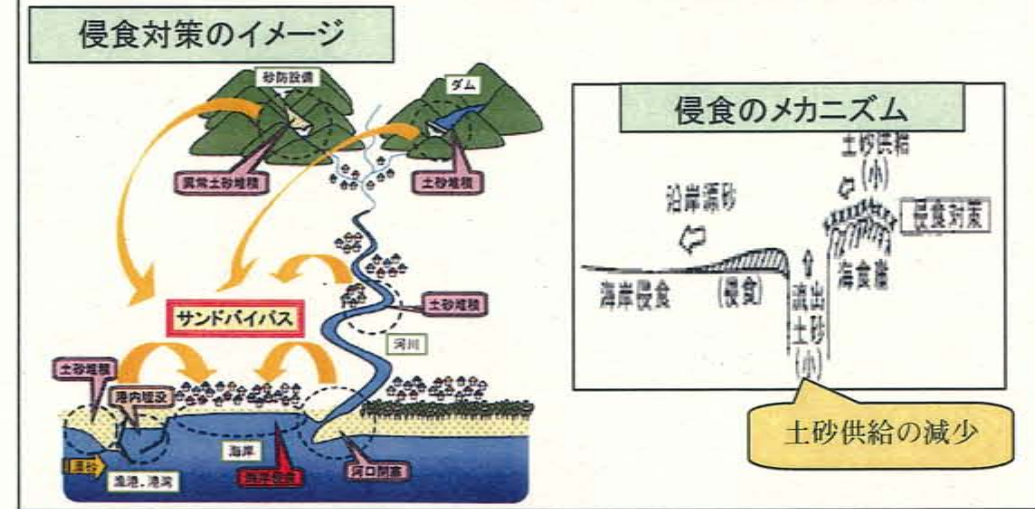 侵食対策のイメージ
砂防設備
ダム
異常土砂堆積
土砂堆積
サンドバイパス
土砂堆積
河川
土砂堆積
港内埋没
海岸
漂砂
漁港、港湾
海岸侵食
河口閉塞
侵食のメカニズム
土砂供給
(小)
沿岸漂砂
侵食対策
海岸侵食
(侵食)
流出
土砂
(小)
海食崖
土砂供給の減少